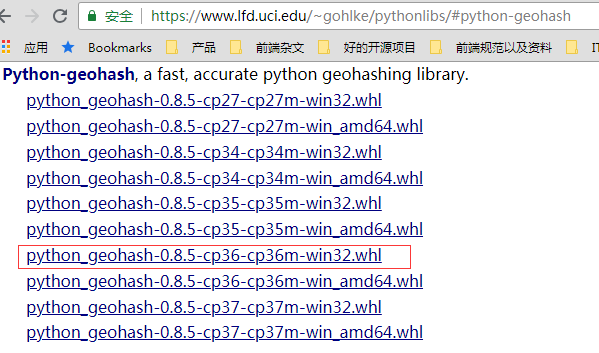 安全 https://www.lfd.uci.edu/~gohlke/pythonlibs/#python-geohash
应用 Bookmarks 产品 前端杂文 好的开源项目 前端规范以及资料 IT
Python-geohash, a fast, accurate python geohashing library.
python_geohash-0.8.5-cp27-cp27m-win32.whl
python_geohash-0.8.5-cp27-cp27m-win_amd64.whl
python_geohash-0.8.5-cp34-cp34m-win32.whl
python_geohash-0.8.5-cp34-cp34m-win_amd64.whl
python_geohash-0.8.5-cp35-cp35m-win32.whl
python_geohash-0.8.5-cp35-cp35m-win_amd64.whl
python_geohash-0.8.5-cp36-cp36m-win32.whl
python_geohash-0.8.5-cp36-cp36m-win_amd64.whl
python_geohash-0.8.5-cp37-cp37m-win32.whl
python_geohash-0.8.5-cp37-cp37m-win_amd64.whl